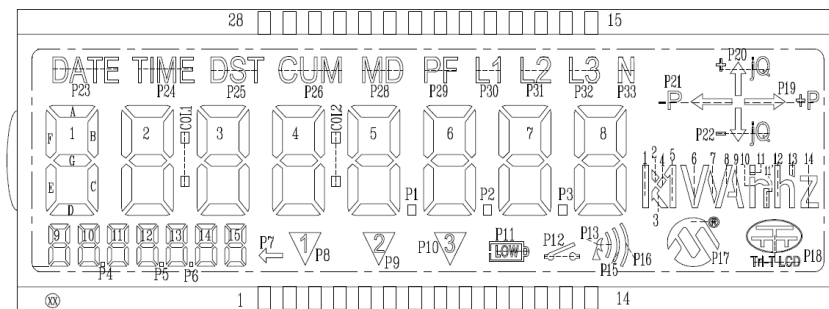 28 15
DATE TIME DST CUM MD PF L1 L2 L3 N
P23 P24 P25 P26 P28 P29 P30 P31 P32 P33
+ P20 jQ
P21 -P P19 +P
P22 - jQ
A
F 1 B 2 COL1 3 4 COL2 5 6 7 8
G
E C
D
P1 P2 P3
1 2 4 5 6 7 8 9 10 11 12 13 14
MVArhz
3 11'
9 10 11 12 13 14 15
P4 P5 P6
P7 1 P8 2 P9 P10 3 P11 LOW P12 P13 P15 P16 ® P17 Tri-T LCD P18
XX 1 14